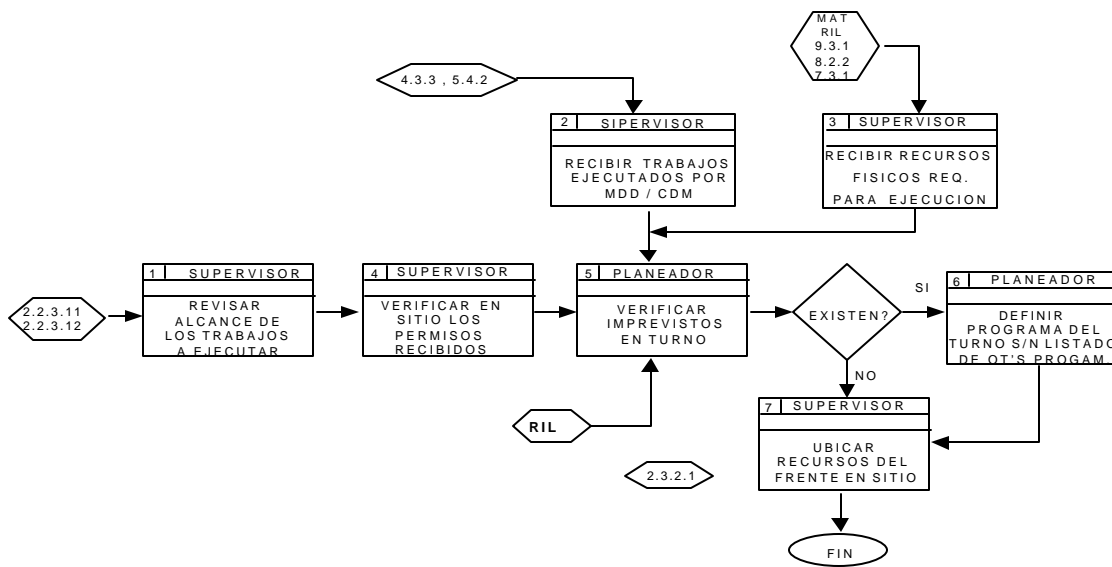 MAT
RIL
9.3.1
8.2.2
7.3.1
4.3.3 , 5.4.2
2 SIPERVISOR
RECIBIR TRABAJOS
EJECUTADOS POR
MDD / CDM
3 SUPERVISOR
RECIBIR RECURSOS
FISICOS REQ.
PARA EJECUCION
2.2.3.11
2.2.3.12
1 SUPERVISOR
REVISAR
ALCANCE DE
LOS TRABAJOS
A EJECUTAR
4 SUPERVISOR
VERIFICAR EN
SITIO LOS
PERMISOS
RECIBIDOS
5 PLANEADOR
VERIFICAR
IMPREVISTOS
EN TURNO
EXISTEN?
SI
NO
6 PLANEADOR
DEFINIR
PROGRAMA DEL
TURNO S/N LISTADO
DE OT'S PROGAM.
RIL
2.3.2.1
7 SUPERVISOR
UBICAR
RECURSOS DEL
FRENTE EN SITIO
FIN